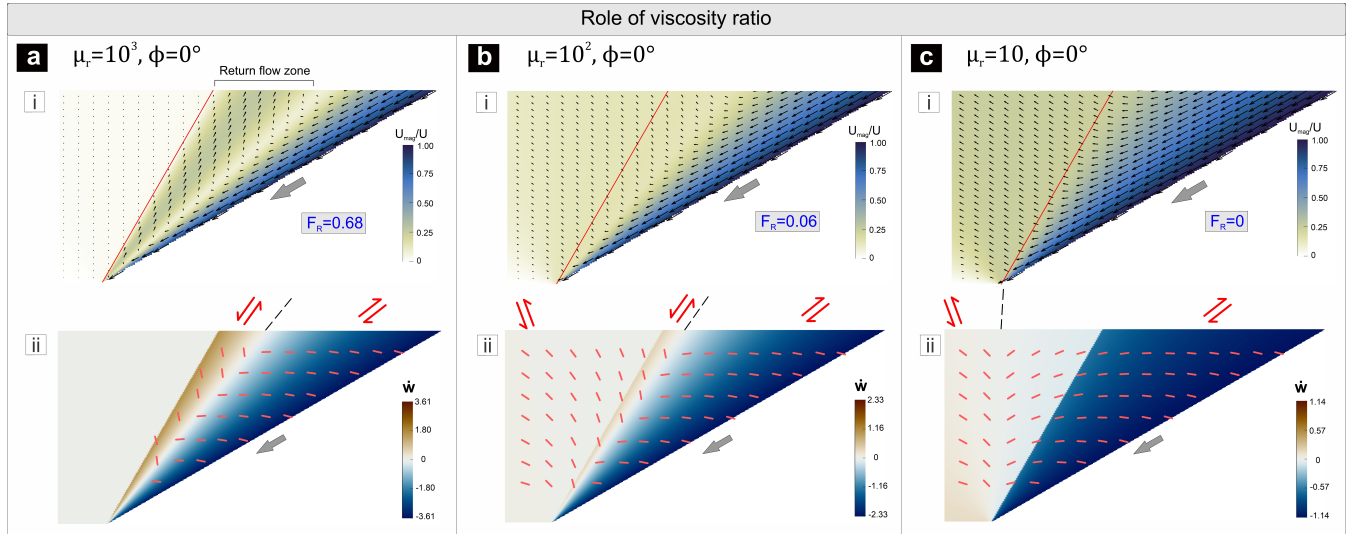 Role of viscosity ratio
a
μᵣ=10³, ϕ=0°
Return flow zone
i
Uₘₐg/U
1.00
0.75
0.50
0.25
0
F_R=0.68
ii
ẇ
3.61
1.80
0
-1.80
-3.61
b
μᵣ=10², ϕ=0°
i
Uₘₐg/U
1.00
0.75
0.50
0.25
0
F_R=0.06
ii
ẇ
2.33
1.16
0
-1.16
-2.33
c
μᵣ=10, ϕ=0°
i
Uₘₐg/U
1.00
0.75
0.50
0.25
0
F_R=0
ii
ẇ
1.14
0.57
0
-0.57
-1.14